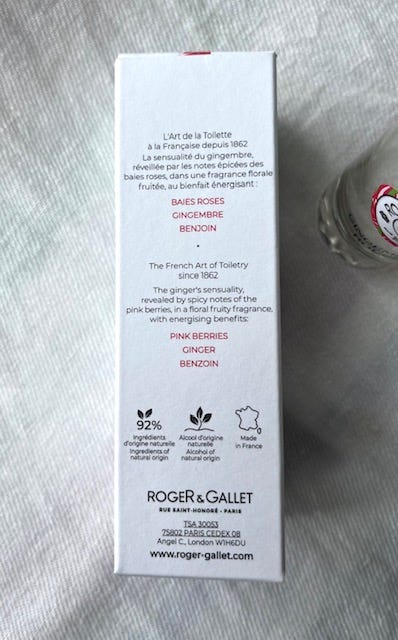 L'Art de la Toilette
à la Française depuis 1862
La sensualité du gingembre,
réveillée par les notes épicées des
baies roses, dans une fragrance florale
fruitée, au bienfait énergisant :
BAIES ROSES
GINGEMBRE
BENJOIN
•
The French Art of Toiletry
since 1862
The ginger's sensuality,
revealed by spicy notes of the
pink berries, in a floral fruity fragrance,
with energising benefits:
PINK BERRIES
GINGER
BENZOIN
92%
Ingrédients
d'origine naturelle
Ingredients of
natural origin
Alcool d'origine
naturelle
Alcohol of
natural origin
Made
in France
ROGER & GALLET
RUE SAINT-HONORÉ • PARIS
TSA 30053
75802 PARIS CEDEX 08
Angel C., London W1H6DU
www.roger-gallet.com